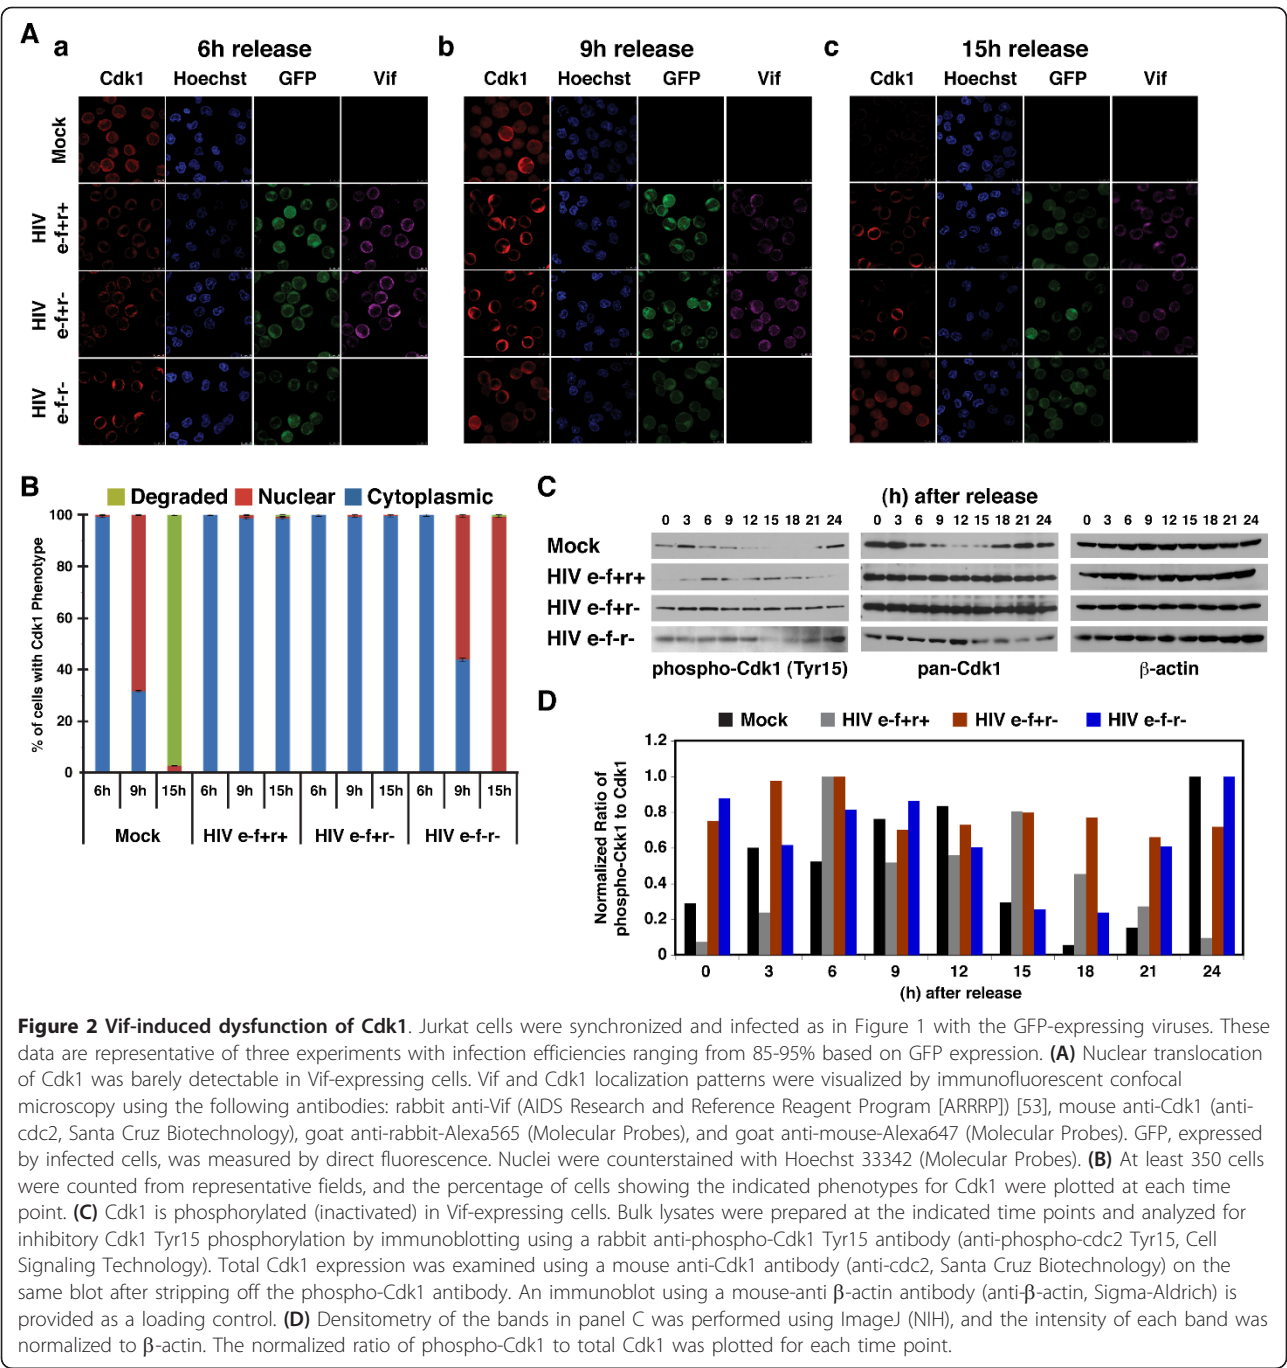 A
a 6h release
Cdk1 Hoechst GFP Vif
b 9h release
Cdk1 Hoechst GFP Vif
c 15h release
Cdk1 Hoechst GFP Vif
Mock
HIV
e-f+r+
HIV
e-f+r-
HIV
e-f-r-
B
Degraded Nuclear Cytoplasmic
% of cells with Cdk1 Phenotype
100
80
60
40
20
0
6h 9h 15h 6h 9h 15h 6h 9h 15h 6h 9h 15h
Mock HIV e-f+r+ HIV e-f+r- HIV e-f-r-
C
(h) after release
0 3 6 9 12 15 18 21 24 0 3 6 9 12 15 18 21 24 0 3 6 9 12 15 18 21 24
Mock
HIV e-f+r+
HIV e-f+r-
HIV e-f-r-
phospho-Cdk1 (Tyr15) pan-Cdk1 β-actin
D
Mock HIV e-f+r+ HIV e-f+r- HIV e-f-r-
Normalized Ratio of
phospho-Ckk1 to Cdk1
1.2
1.0
0.8
0.6
0.4
0.2
0
0 3 6 9 12 15 18 21 24
(h) after release
Figure 2 Vif-induced dysfunction of Cdk1. Jurkat cells were synchronized and infected as in Figure 1 with the GFP-expressing viruses. These
data are representative of three experiments with infection efficiencies ranging from 85-95% based on GFP expression. (A) Nuclear translocation
of Cdk1 was barely detectable in Vif-expressing cells. Vif and Cdk1 localization patterns were visualized by immunofluorescent confocal
microscopy using the following antibodies: rabbit anti-Vif (AIDS Research and Reference Reagent Program [ARRRP]) [53], mouse anti-Cdk1 (anti-
cdc2, Santa Cruz Biotechnology), goat anti-rabbit-Alexa565 (Molecular Probes), and goat anti-mouse-Alexa647 (Molecular Probes). GFP, expressed
by infected cells, was measured by direct fluorescence. Nuclei were counterstained with Hoechst 33342 (Molecular Probes). (B) At least 350 cells
were counted from representative fields, and the percentage of cells showing the indicated phenotypes for Cdk1 were plotted at each time
point. (C) Cdk1 is phosphorylated (inactivated) in Vif-expressing cells. Bulk lysates were prepared at the indicated time points and analyzed for
inhibitory Cdk1 Tyr15 phosphorylation by immunoblotting using a rabbit anti-phospho-Cdk1 Tyr15 antibody (anti-phospho-cdc2 Tyr15, Cell
Signaling Technology). Total Cdk1 expression was examined using a mouse anti-Cdk1 antibody (anti-cdc2, Santa Cruz Biotechnology) on the
same blot after stripping off the phospho-Cdk1 antibody. An immunoblot using a mouse-anti β-actin antibody (anti-β-actin, Sigma-Aldrich) is
provided as a loading control. (D) Densitometry of the bands in panel C was performed using ImageJ (NIH), and the intensity of each band was
normalized to β-actin. The normalized ratio of phospho-Cdk1 to total Cdk1 was plotted for each time point.